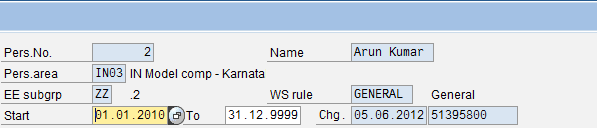 Pers.No. 2 Name Arun Kumar
Pers.area IN03 IN Model comp - Karnata
EE subgrp ZZ .2 WS rule GENERAL General
Start 01.01.2010 To 31.12.9999 Chg. 05.06.2012 51395800